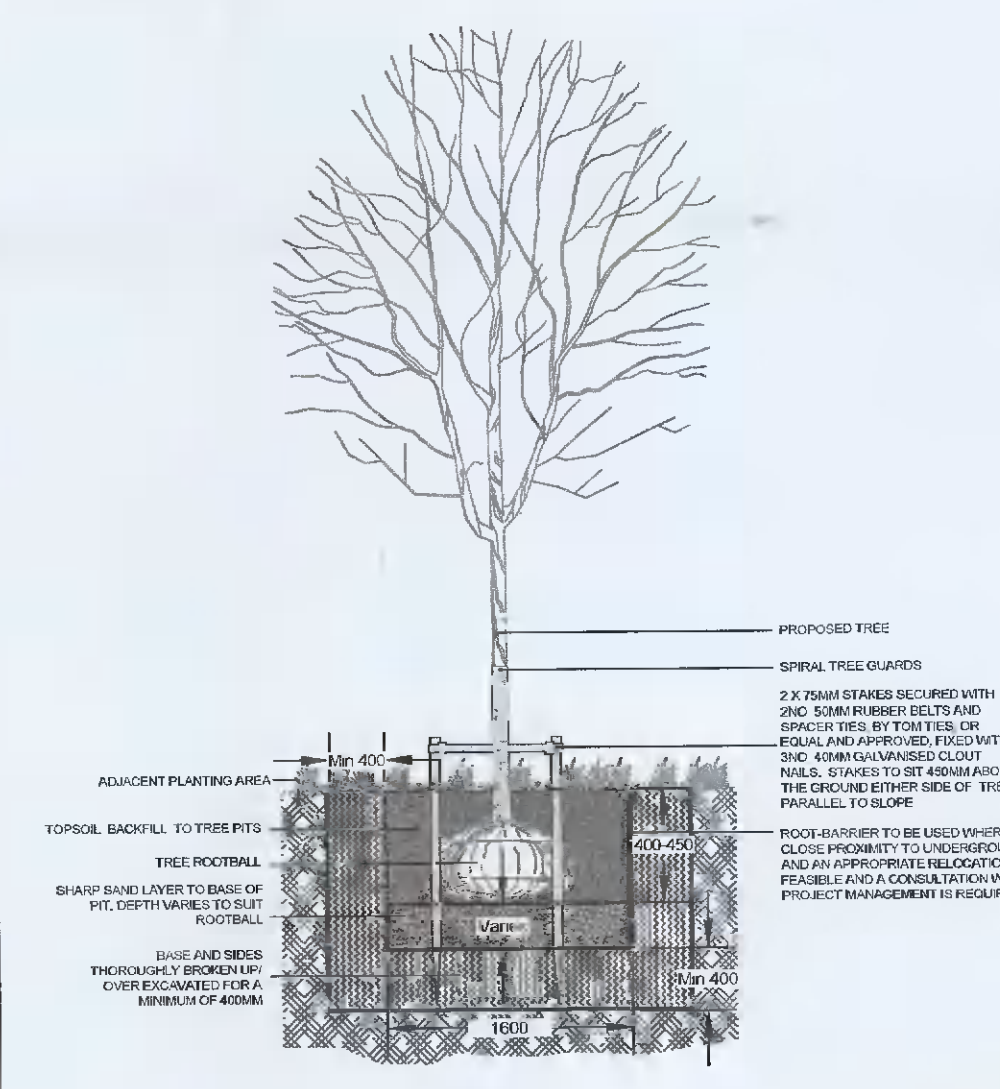 PROPOSED TREE
SPIRAL TREE GUARDS
2 X 75MM STAKES SECURED WITH
2NO 50MM RUBBER BELTS AND
SPACER TIES, BY TOM TIES, OR
EQUAL AND APPROVED, FIXED WIT
3NO 40MM GALVANISED CLOUT
NAILS. STAKES TO SIT 450MM ABO
THE GROUND EITHER SIDE OF TRE
PARALLEL TO SLOPE
Min 400
ADJACENT PLANTING AREA
TOPSOIL BACKFILL TO TREE PITS
ROOT-BARRIER TO BE USED WHER
CLOSE PROXIMITY TO UNDERGROU
AND AN APPROPRIATE RELOCATIO
FEASIBLE AND A CONSULTATION W
PROJECT MANAGEMENT IS REQUIR
400-450
TREE ROOTBALL
SHARP SAND LAYER TO BASE OF
PIT, DEPTH VARIES TO SUIT
ROOTBALL
Varies
BASE AND SIDES
THOROUGHLY BROKEN UP/
OVER EXCAVATED FOR A
MINIMUM OF 400MM
Min 400
1600